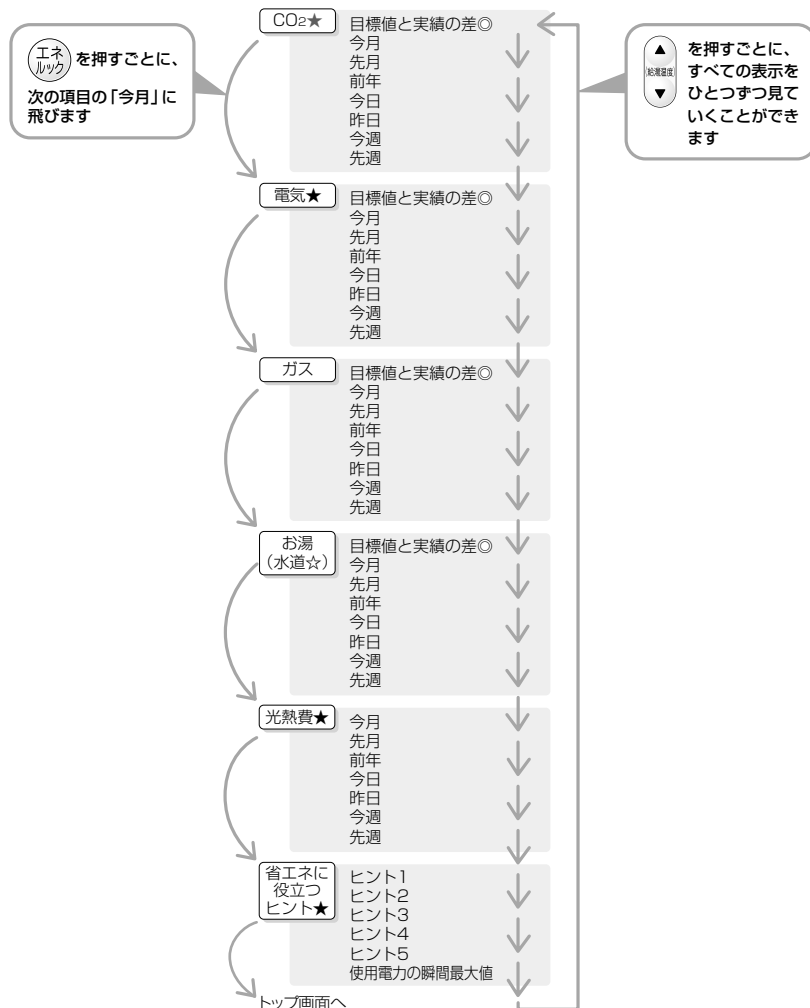 エネ
ルック
を押すごとに、
次の項目の「今月」に
飛びます
▲
給湯温度
▼
を押すごとに、
すべての表示を
ひとつずつ見て
いくことができ
ます
CO2★
目標値と実績の差◎
今月
先月
前年
今日
昨日
今週
先週
電気★
目標値と実績の差◎
今月
先月
前年
今日
昨日
今週
先週
ガス
目標値と実績の差◎
今月
先月
前年
今日
昨日
今週
先週
お湯
(水道☆)
目標値と実績の差◎
今月
先月
前年
今日
昨日
今週
先週
光熱費★
今月
先月
前年
今日
昨日
今週
先週
省エネに
役立つ
ヒント★
ヒント1
ヒント2
ヒント3
ヒント4
ヒント5
使用電力の瞬間最大値
トップ画面へ